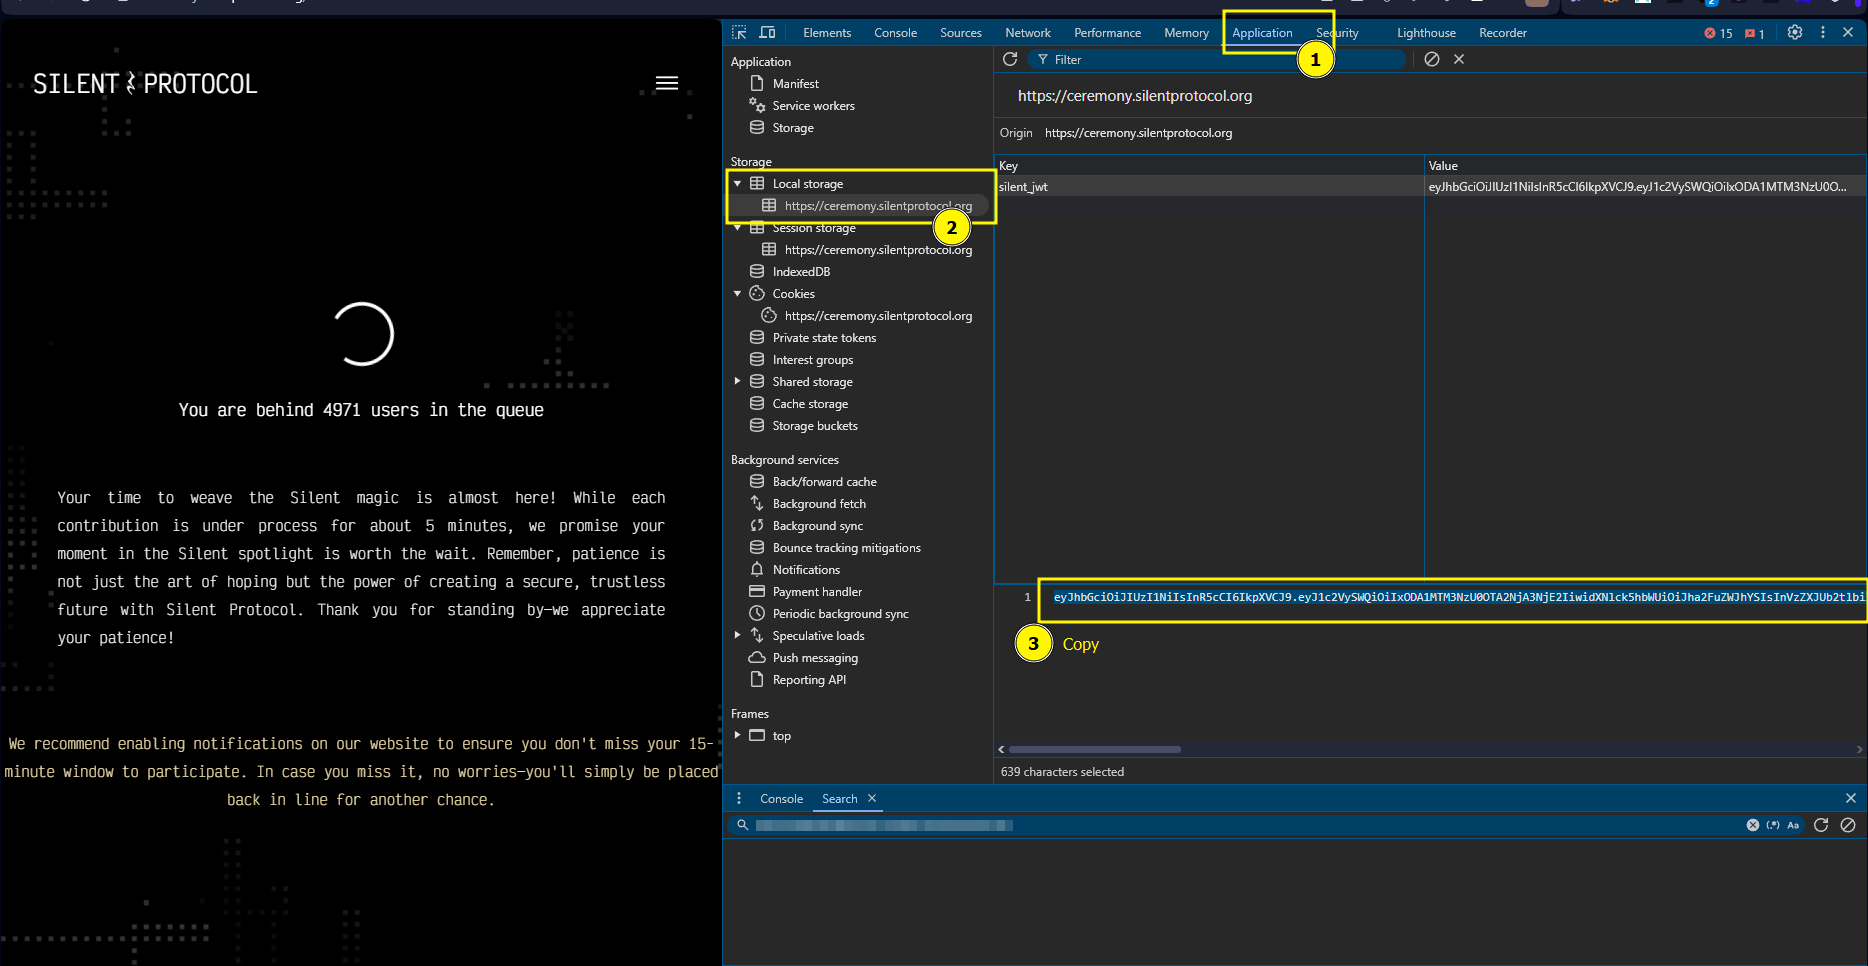 SILENT PROTOCOL
You are behind 4971 users in the queue
Your time to weave the Silent magic is almost here! While each
contribution is under process for about 5 minutes, we promise your
moment in the Silent spotlight is worth the wait. Remember, patience is
not just the art of hoping but the power of creating a secure, trustless
future with Silent Protocol. Thank you for standing by—we appreciate
your patience!
We recommend enabling notifications on our website to ensure you don't miss your 15-
minute window to participate. In case you miss it, no worries—you'll simply be placed
back in line for another chance.
Elements Console Sources Network Performance Memory Application Security Lighthouse Recorder 15 1
1
Application
Manifest
Service workers
Storage
Storage
Local storage
https://ceremony.silentprotocol.org
2
Session storage
https://ceremony.silentprotocol.org
IndexedDB
Cookies
https://ceremony.silentprotocol.org
Private state tokens
Interest groups
Shared storage
Cache storage
Storage buckets
Background services
Back/forward cache
Background fetch
Background sync
Bounce tracking mitigations
Notifications
Payment handler
Periodic background sync
Speculative loads
Push messaging
Reporting API
Frames
top
Filter
https://ceremony.silentprotocol.org
Origin https://ceremony.silentprotocol.org
Key Value
silent_jwt eyJhbGciOiJIUzI1NiIsInR5cCI6IkpXVCJ9.eyJ1c2VySWQiOiIxODA1MTM3NzU0O...
1 eyJhbGciOiJIUzI1NiIsInR5cCI6IkpXVCJ9.eyJ1c2VySWQiOiIxODA1MTM3NzU0OTA2NjA3NjE2IiwidXNlck5hbWUiOiJha2FuZWJhYSIsInVzZXJUb2tlbi
3 Copy
639 characters selected
Console Search
(.*) Aa